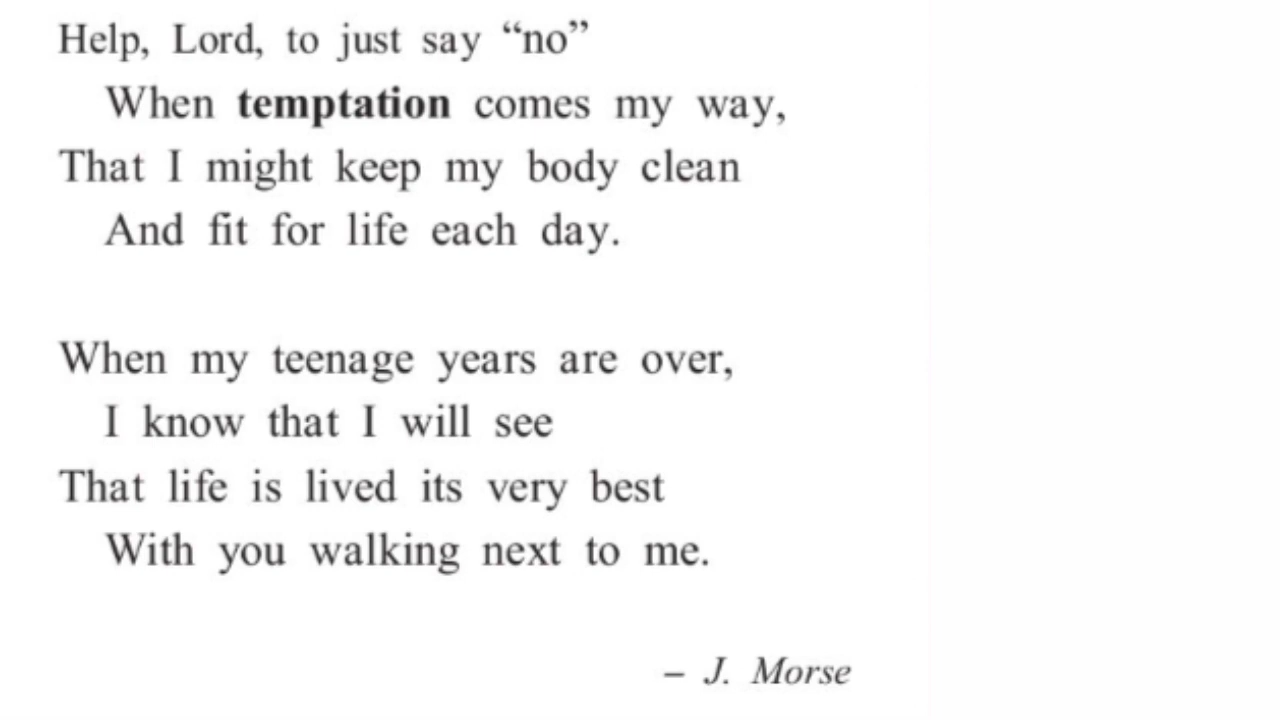 Help, Lord, to just say “no”
When temptation comes my way,
That I might keep my body clean
And fit for life each day.
When my teenage years are over,
I know that I will see
That life is lived its very best
With you walking next to me.
– J. Morse